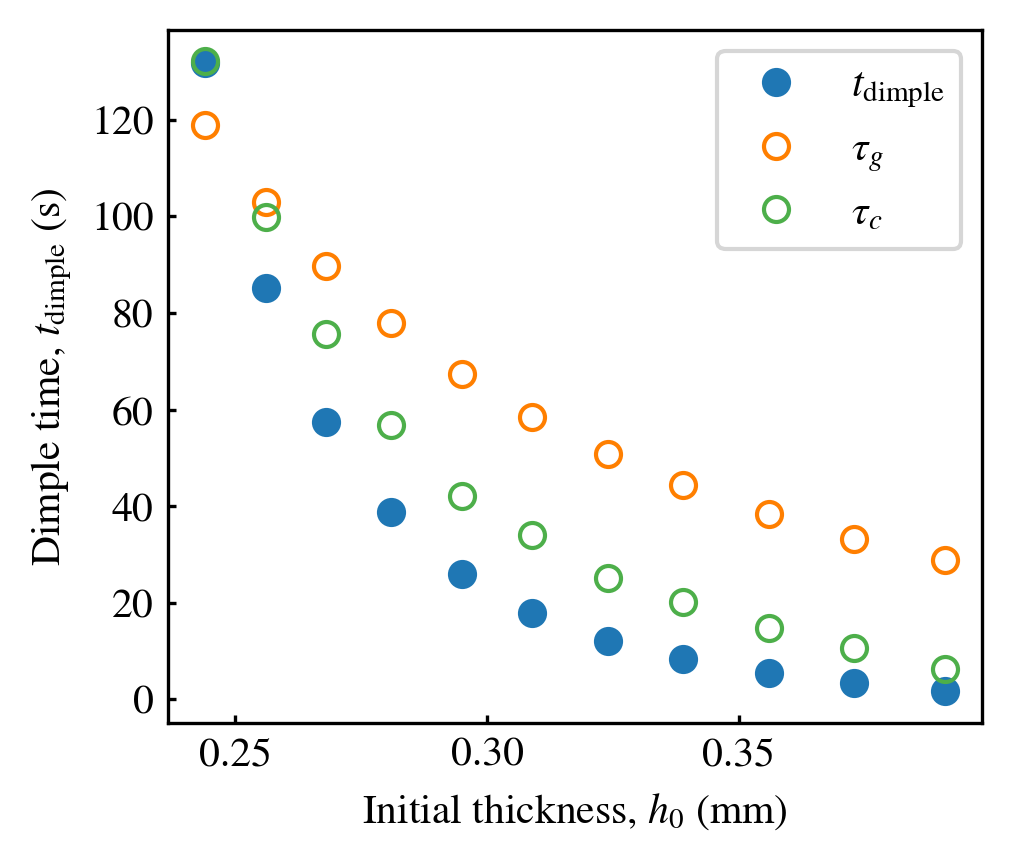 t_dimple
τ_g
τ_c
120
100
80
60
40
20
0
Dimple time, t_dimple (s)
0.25 0.30 0.35
Initial thickness, h_0 (mm)